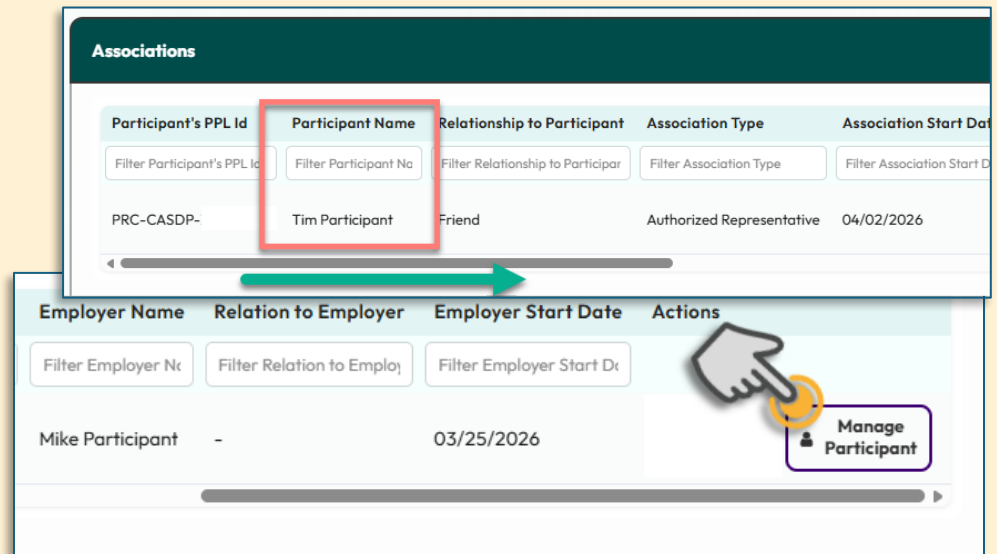 Associations
Participant's PPL Id Participant Name Relationship to Participant Association Type Association Start Dat
Filter Participant's PPL Id Filter Participant Na Filter Relationship to Participar Filter Association Type Filter Association Start D
PRC-CASDP- Tim Participant Friend Authorized Representative 04/02/2026
Employer Name Relation to Employer Employer Start Date Actions
Filter Employer Na Filter Relation to Employ Filter Employer Start Da
Mike Participant - 03/25/2026 Manage
Participant